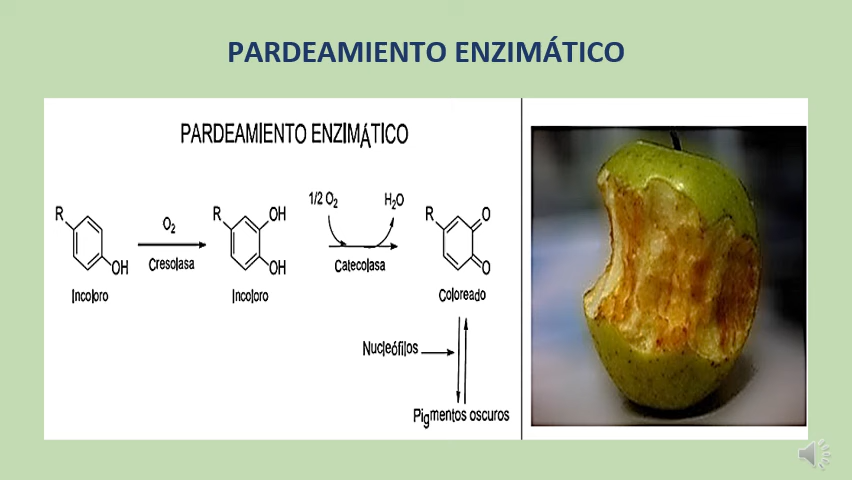 PARDEAMIENTO ENZIMÁTICO
PARDEAMIENTO ENZIMÁTICO
R
OH
Incoloro
O2
Cresolasa
R
OH
OH
Incoloro
1/2 O2
H2O
Catecolasa
R
O
O
Coloreado
Nucleófilos
Pigmentos oscuros